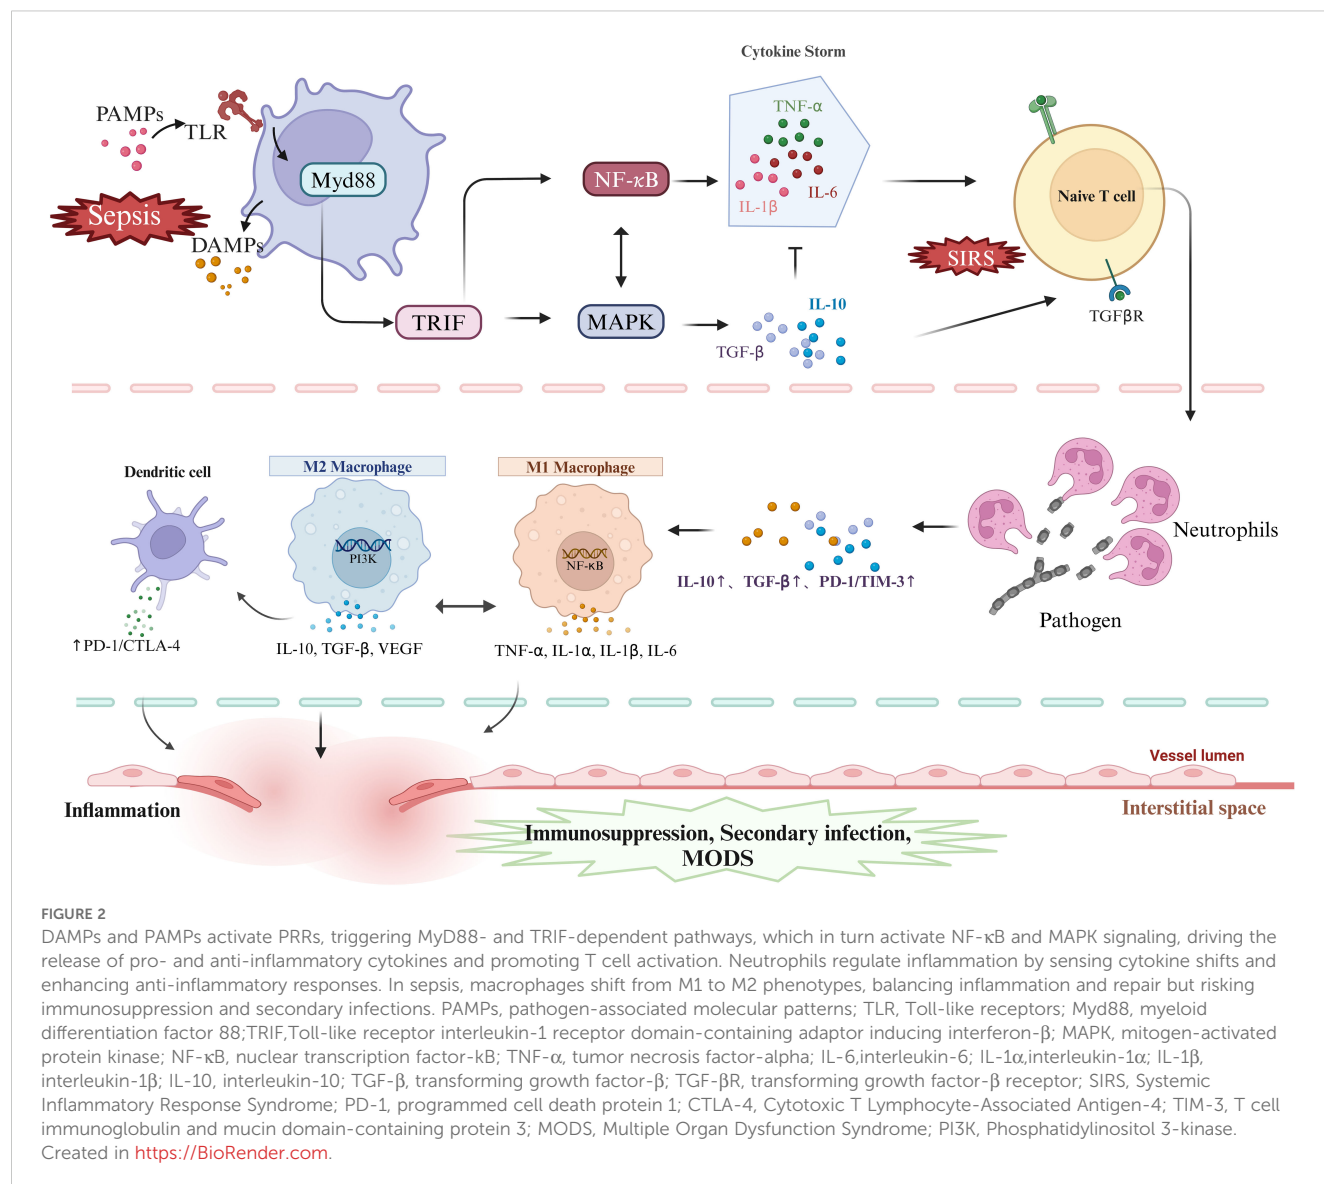 Cytokine Storm
PAMPs
TLR
Myd88
Sepsis
DAMPs
TRIF
NF-κB
MAPK
TNF-α
IL-6
IL-1β
IL-10
TGF-β
Naive T cell
SIRS
TGFβR
Dendritic cell
M2 Macrophage
M1 Macrophage
PI3K
NF-κB
↑PD-1/CTLA-4
IL-10, TGF-β, VEGF
TNF-α, IL-1α, IL-1β, IL-6
IL-10↑、TGF-β↑、PD-1/TIM-3↑
Neutrophils
Pathogen
Vessel lumen
Inflammation
Interstitial space
Immunosuppression, Secondary infection,
MODS
FIGURE 2
DAMPs and PAMPs activate PRRs, triggering MyD88- and TRIF-dependent pathways, which in turn activate NF-κB and MAPK signaling, driving the
release of pro- and anti-inflammatory cytokines and promoting T cell activation. Neutrophils regulate inflammation by sensing cytokine shifts and
enhancing anti-inflammatory responses. In sepsis, macrophages shift from M1 to M2 phenotypes, balancing inflammation and repair but risking
immunosuppression and secondary infections. PAMPs, pathogen-associated molecular patterns; TLR, Toll-like receptors; Myd88, myeloid
differentiation factor 88;TRIF,Toll-like receptor interleukin-1 receptor domain-containing adaptor inducing interferon-β; MAPK, mitogen-activated
protein kinase; NF-κB, nuclear transcription factor-kB; TNF-α, tumor necrosis factor-alpha; IL-6,interleukin-6; IL-1α,interleukin-1α; IL-1β,
interleukin-1β; IL-10, interleukin-10; TGF-β, transforming growth factor-β; TGF-βR, transforming growth factor-β receptor; SIRS, Systemic
Inflammatory Response Syndrome; PD-1, programmed cell death protein 1; CTLA-4, Cytotoxic T Lymphocyte-Associated Antigen-4; TIM-3, T cell
immunoglobulin and mucin domain-containing protein 3; MODS, Multiple Organ Dysfunction Syndrome; PI3K, Phosphatidylinositol 3-kinase.
Created in https://BioRender.com.